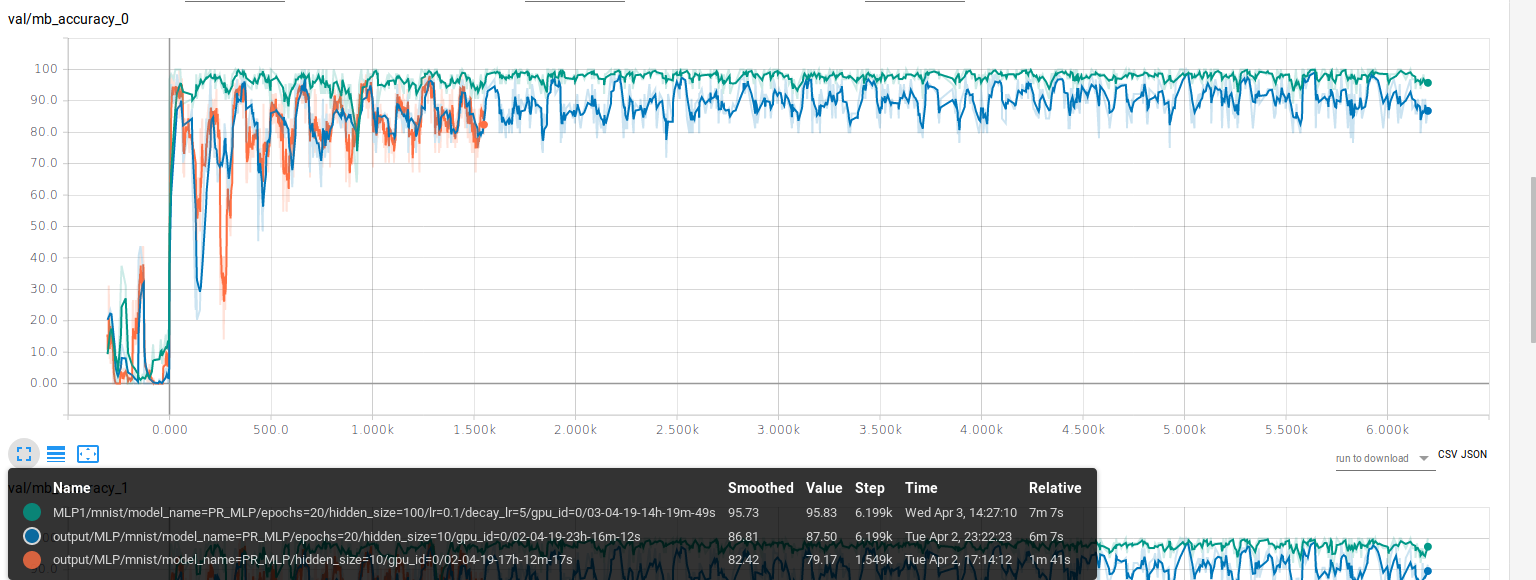 val/mb_accuracy_0
100
90.0
80.0
70.0
60.0
50.0
40.0
30.0
20.0
10.0
0.00
0.000 500.0 1.000k 1.500k 2.000k 2.500k 3.000k 3.500k 4.000k 4.500k 5.000k 5.500k 6.000k
run to download CSV JSON
val/mb_accuracy_1
Name Smoothed Value Step Time Relative
MLP1/mnist/model_name=PR_MLP/epochs=20/hidden_size=100/lr=0.1/decay_lr=5/gpu_id=0/03-04-19-14h-19m-49s 95.73 95.83 6.199k Wed Apr 3, 14:27:10 7m 7s
output/MLP/mnist/model_name=PR_MLP/epochs=20/hidden_size=10/gpu_id=0/02-04-19-23h-16m-12s 86.81 87.50 6.199k Tue Apr 2, 23:22:23 6m 7s
output/MLP/mnist/model_name=PR_MLP/hidden_size=10/gpu_id=0/02-04-19-17h-12m-17s 82.42 79.17 1.549k Tue Apr 2, 17:14:12 1m 41s